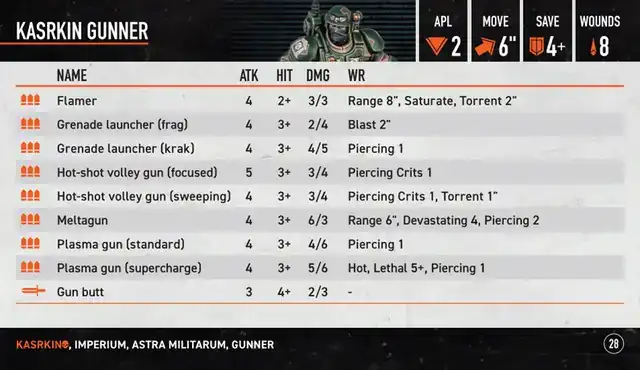 KASRKIN GUNNER
APL MOVE SAVE WOUNDS
2 6" 4+ 8
NAME ATK HIT DMG WR
Flamer 4 2+ 3/3 Range 8", Saturate, Torrent 2"
Grenade launcher (frag) 4 3+ 2/4 Blast 2"
Grenade launcher (krak) 4 3+ 4/5 Piercing 1
Hot-shot volley gun (focused) 5 3+ 3/4 Piercing Crits 1
Hot-shot volley gun (sweeping) 4 3+ 3/4 Piercing Crits 1, Torrent 1"
Meltagun 4 3+ 6/3 Range 6", Devastating 4, Piercing 2
Plasma gun (standard) 4 3+ 4/6 Piercing 1
Plasma gun (supercharge) 4 3+ 5/6 Hot, Lethal 5+, Piercing 1
Gun butt 3 4+ 2/3 -
KASRKIN, IMPERIUM, ASTRA MILITARUM, GUNNER 28